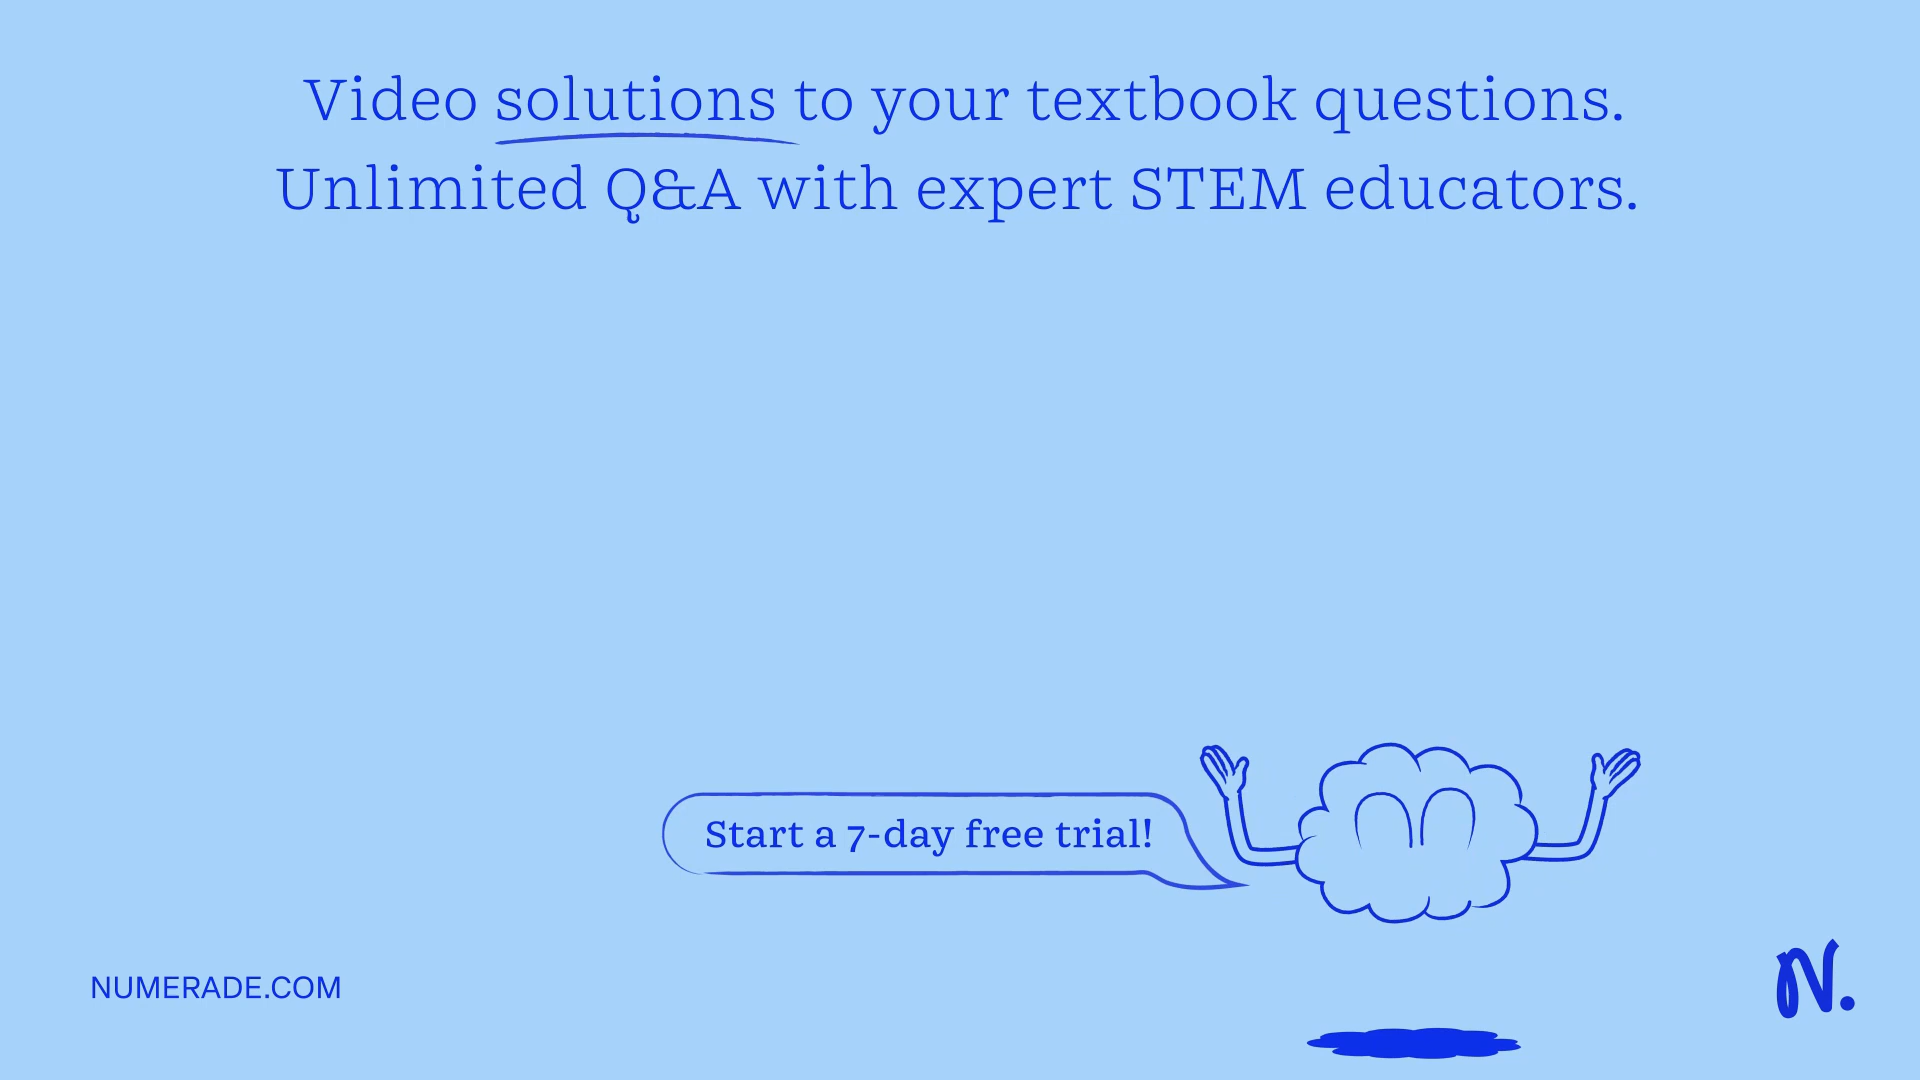 Video solutions to your textbook questions.
Unlimited Q&A with expert STEM educators.
Start a 7-day free trial!
NUMERADE.COM
N.